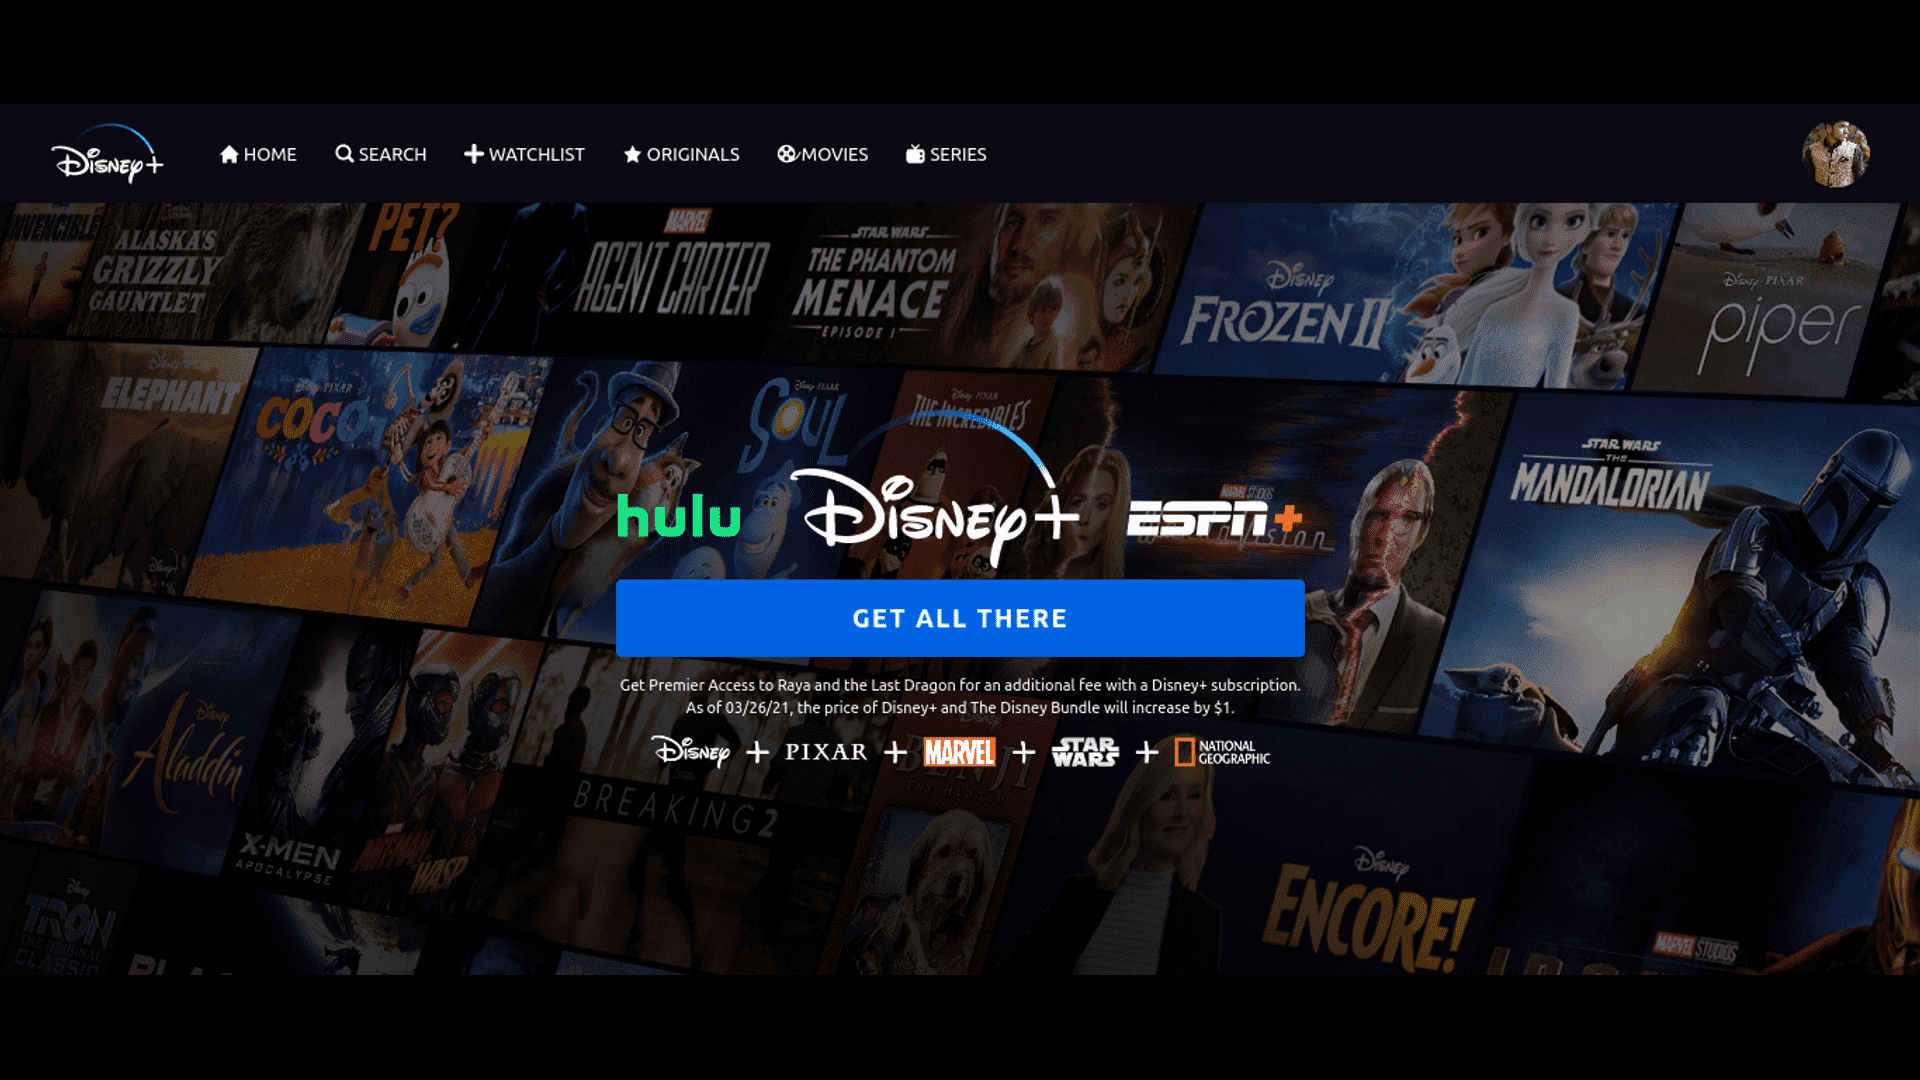 Disney+
HOME
SEARCH
WATCHLIST
ORIGINALS
MOVIES
SERIES
INVINCIBLE
ALASKA'S
GRIZZLY
GAUNTLET
PET?
MARVEL
AGENT CARTER
STAR WARS
THE PHANTOM
MENACE
EPISODE I
Disney
FROZEN II
Disney PIXAR
piper
ELEPHANT
Disney PIXAR
COCO
Disney PIXAR
SOUL
Disney PIXAR
THE INCREDIBLES
MARVEL STUDIOS
STAR WARS
THE
MANDALORIAN
hulu
Disney+
ESPN+
GET ALL THERE
Get Premier Access to Raya and the Last Dragon for an additional fee with a Disney+ subscription.
As of 03/26/21, the price of Disney+ and The Disney Bundle will increase by $1.
Disney + PIXAR + MARVEL + STAR WARS + NATIONAL GEOGRAPHIC
Disney
Aladdin
X-MEN
APOCALYPSE
ANT-MAN
WASP
BREAKING 2
BENJI
THE HUNTED
Disney
ENCORE!
Disney
TRON
THE ORIGINAL
CLASSIC
MARVEL STUDIOS